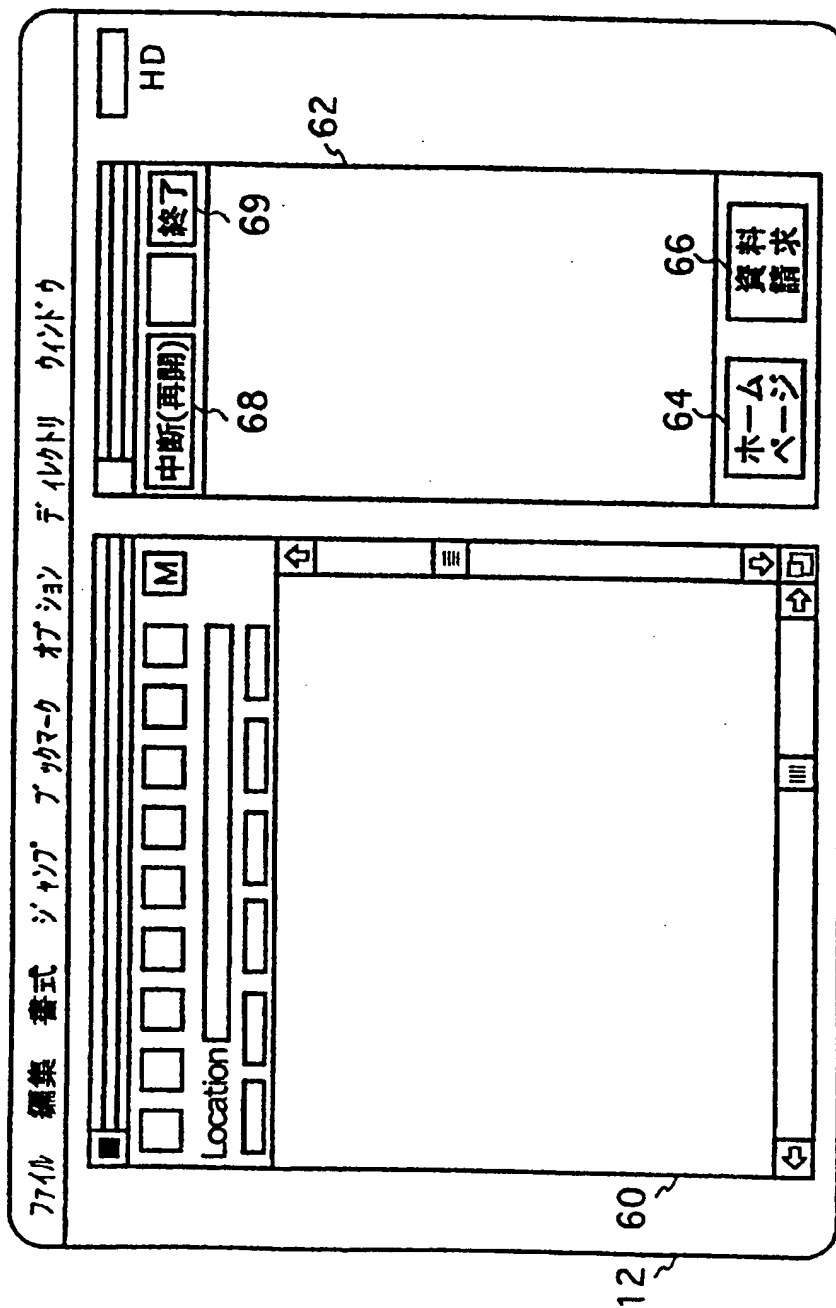 ファイル 編集 書式 ジャンプ ブックマーク オプション ディレクトリ ウィンドウ
HD
M
Location
中断(再開)
終了
68
69
62
64
66
ホーム
ページ
資料
請求
60
12